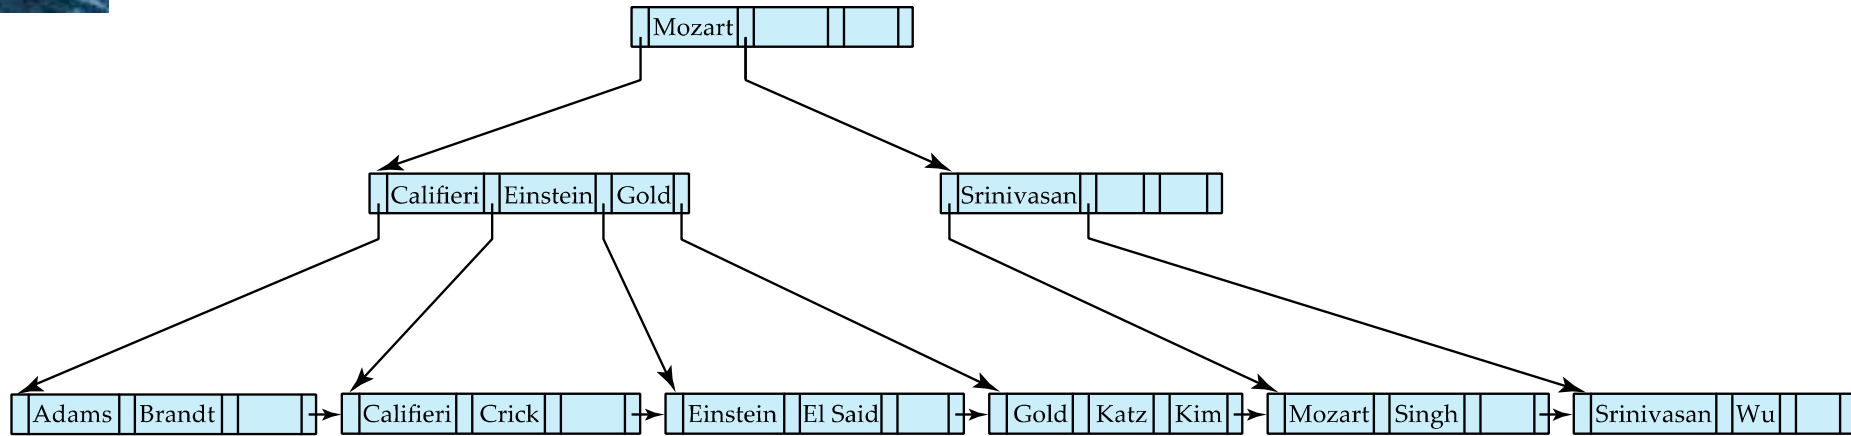 Mozart
Califieri Einstein Gold Srinivasan
Adams Brandt Califieri Crick Einstein El Said Gold Katz Kim Mozart Singh Srinivasan Wu